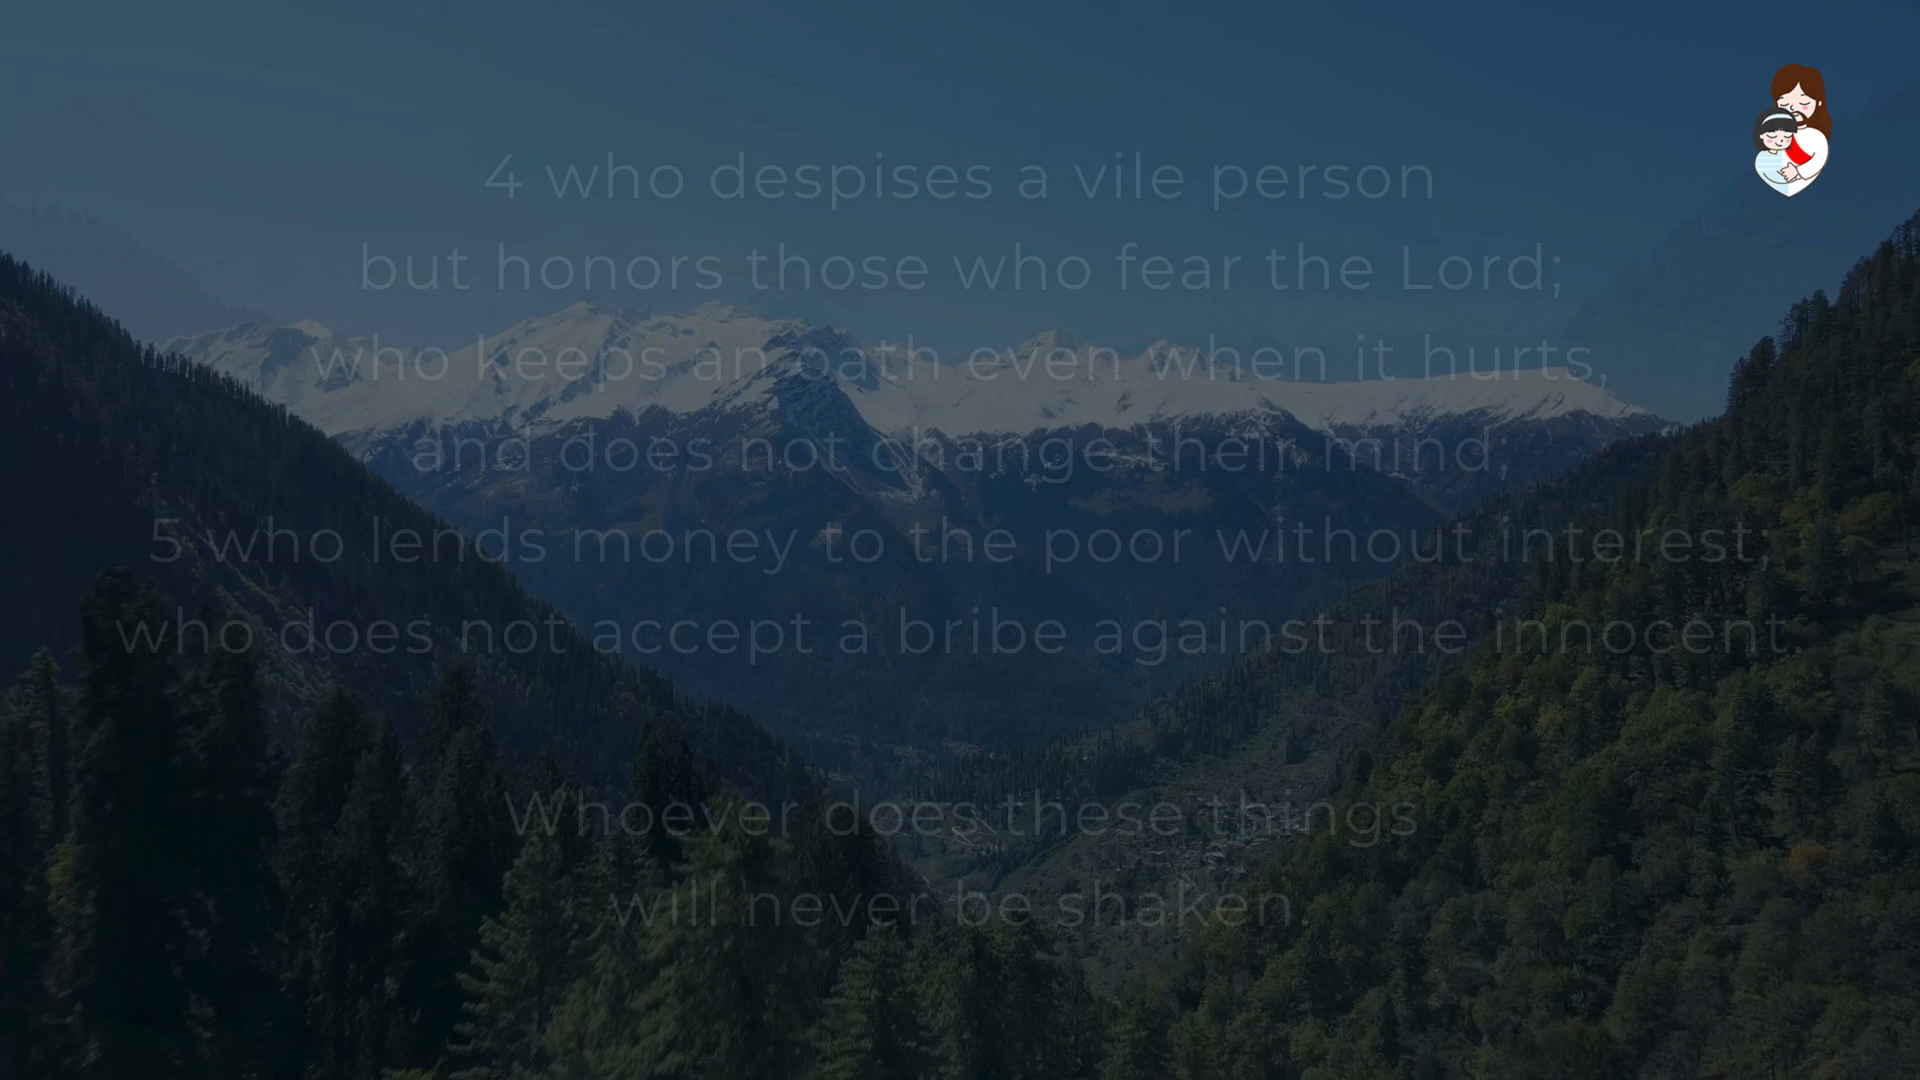 4 who despises a vile person
but honors those who fear the Lord;
who keeps an oath even when it hurts,
and does not change their mind;
5 who lends money to the poor without interest
who does not accept a bribe against the innocent.
Whoever does these things
will never be shaken.